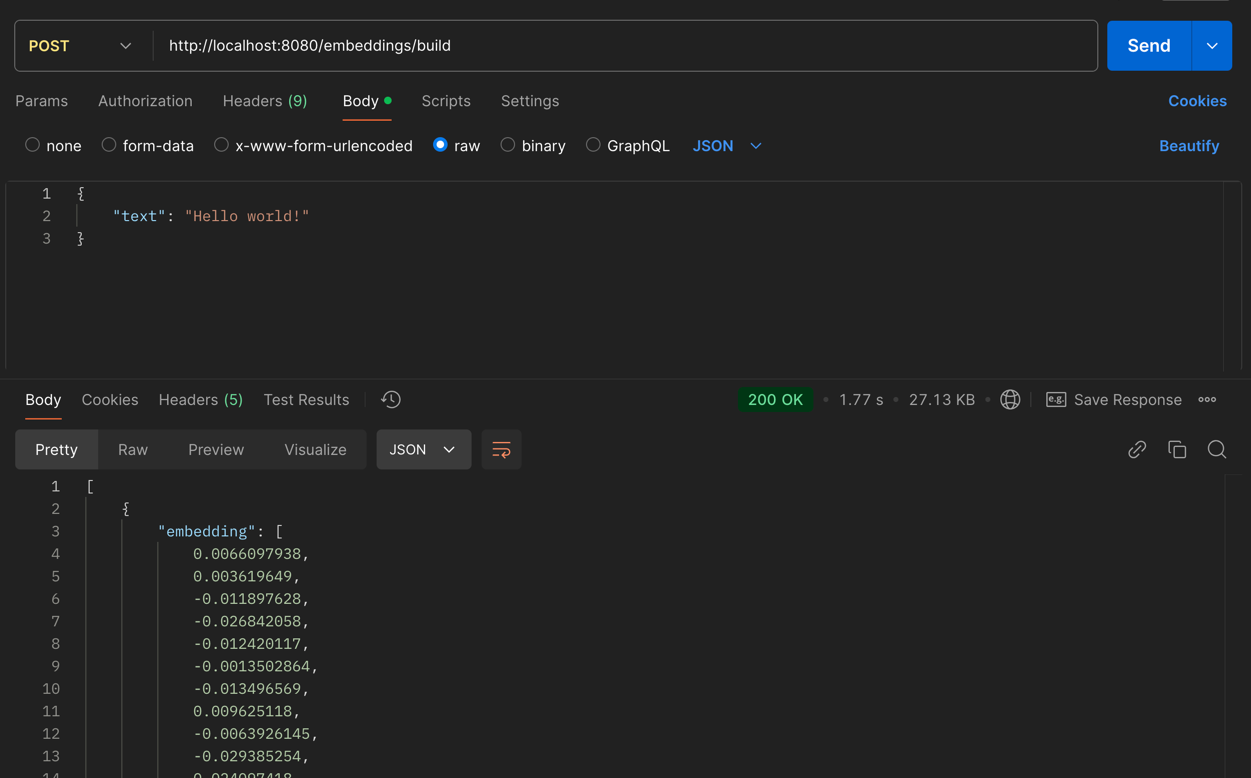 POST http://localhost:8080/embeddings/build Send
Params Authorization Headers (9) Body Scripts Settings Cookies
none form-data x-www-form-urlencoded raw binary GraphQL JSON Beautify
1 {
2 "text": "Hello world!"
3 }
Body Cookies Headers (5) Test Results 200 OK • 1.77 s • 27.13 KB • e.g. Save Response
Pretty Raw Preview Visualize JSON
1 [
2 {
3 "embedding": [
4 0.0066097938,
5 0.003619649,
6 -0.011897628,
7 -0.026842058,
8 -0.012420117,
9 -0.0013502864,
10 -0.013496569,
11 0.009625118,
12 -0.0063926145,
13 -0.029385254,